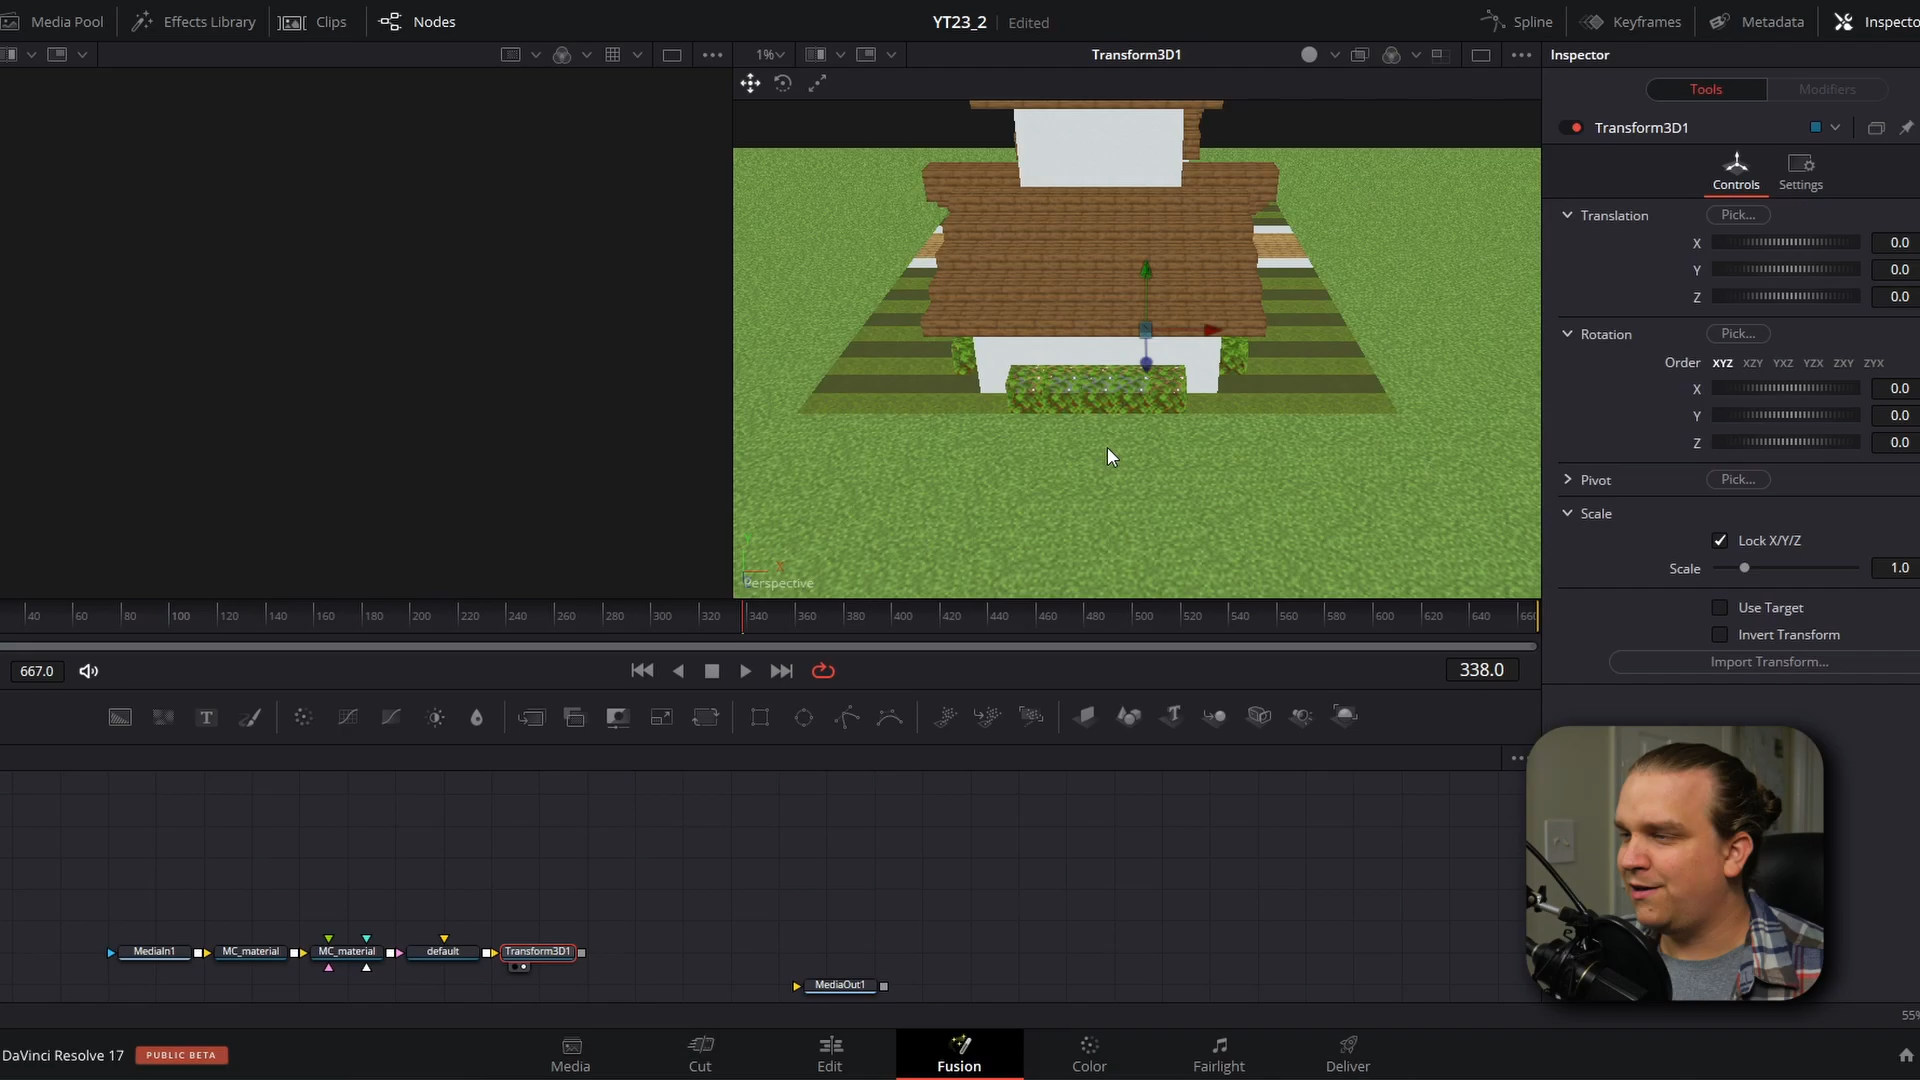 Media Pool
Effects Library
Clips
Nodes
YT23_2
Edited
Spline
Keyframes
Metadata
Inspecto
1%
Transform3D1
Inspector
Tools
Modifiers
Transform3D1
Controls
Settings
Translation
Pick...
X
0.0
Y
0.0
Z
0.0
Rotation
Pick...
Order
XYZ
XZY
YXZ
YZX
ZXY
ZYX
X
0.0
Y
0.0
Z
0.0
Pivot
Pick...
Scale
Lock X/Y/Z
Scale
1.0
Use Target
Invert Transform
Import Transform...
X
Perspective
40 60 80 100 120 140 160 180 200 220 240 260 280 300 320 340 360 380 400 420 440 460 480 500 520 540 560 580 600 620 640 660
667.0
338.0
T
T
MediaIn1
MC_material
MC_material
default
Transform3D1
MediaOut1
55%
DaVinci Resolve 17
PUBLIC BETA
Media
Cut
Edit
Fusion
Color
Fairlight
Deliver